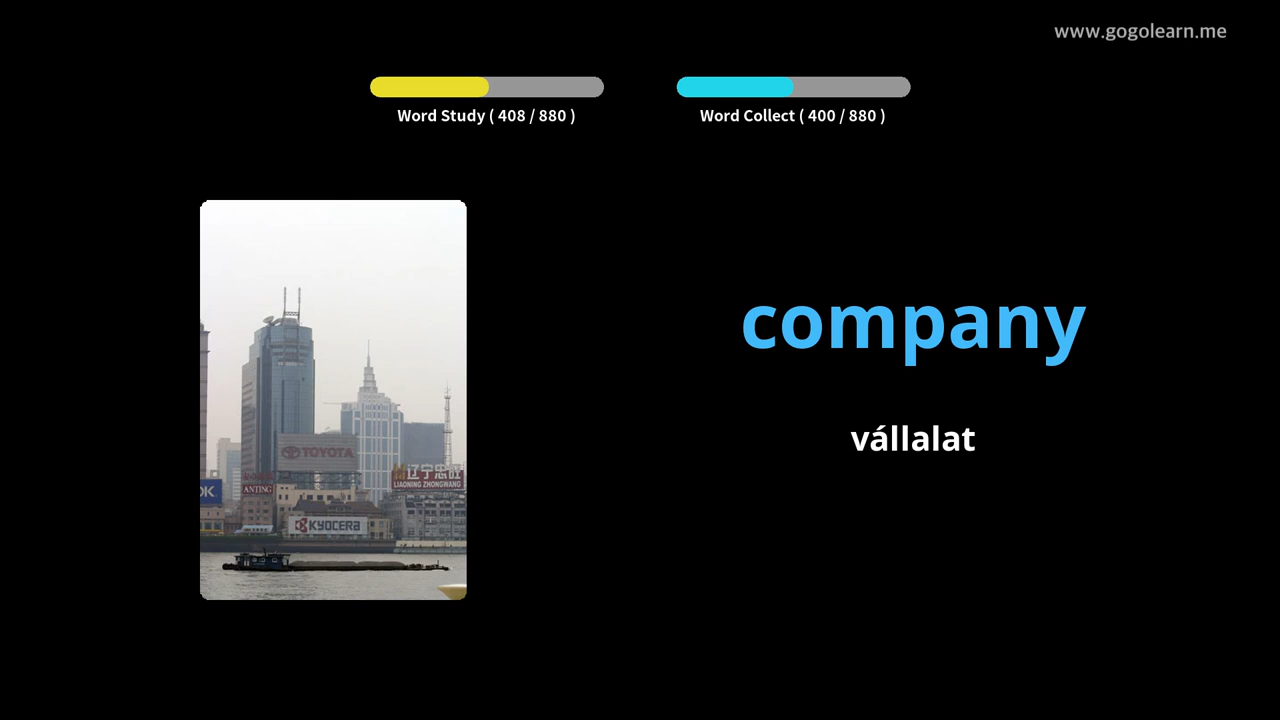 www.gogolearn.me
Word Study ( 408 / 880 )
Word Collect ( 400 / 880 )
company
vállalat
TOYOTA
辽宁忠旺
LIAONING ZHONGWANG
OK
ANTING
KYOCERA